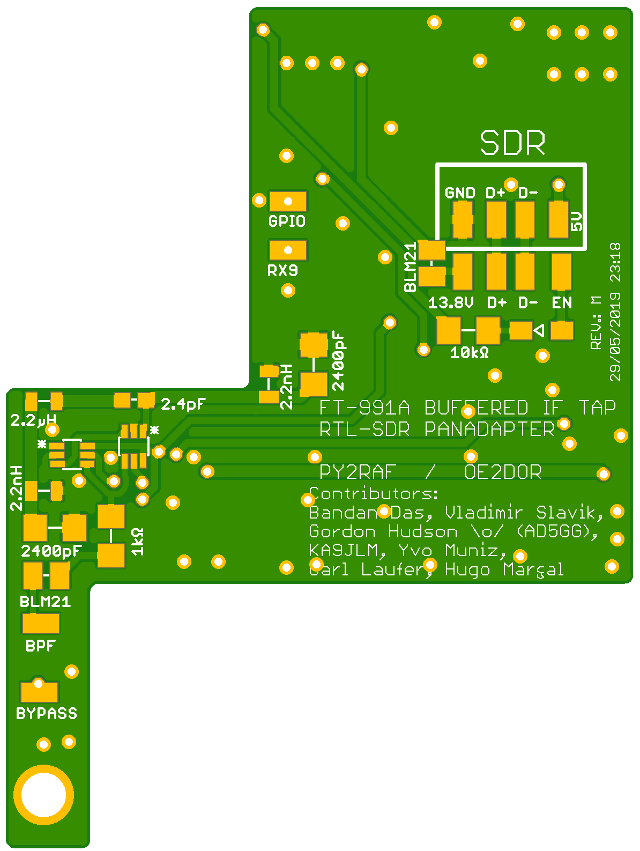 SDR
GND D+ D-
5V
GPIO
BLM21
RX9
13.8V D+ D- EN
REV.: M
29/05/2019 23:18
10kΩ
2400pF
2.2nH
2.4pF
2.2µH
FT-991A BUFFERED IF TAP
RTL-SDR PANADAPTER
*
*
PY2RAF / OE2DOR
2.2nH
Contributors:
Bandan Das, Vladimir Slavik,
Gordon Hudson \o/ (AD5GG),
KA9JLM, Yvo Muniz,
Carl Laufer, Hugo Marçal
2400pF
1kΩ
BLM21
BPF
BYPASS